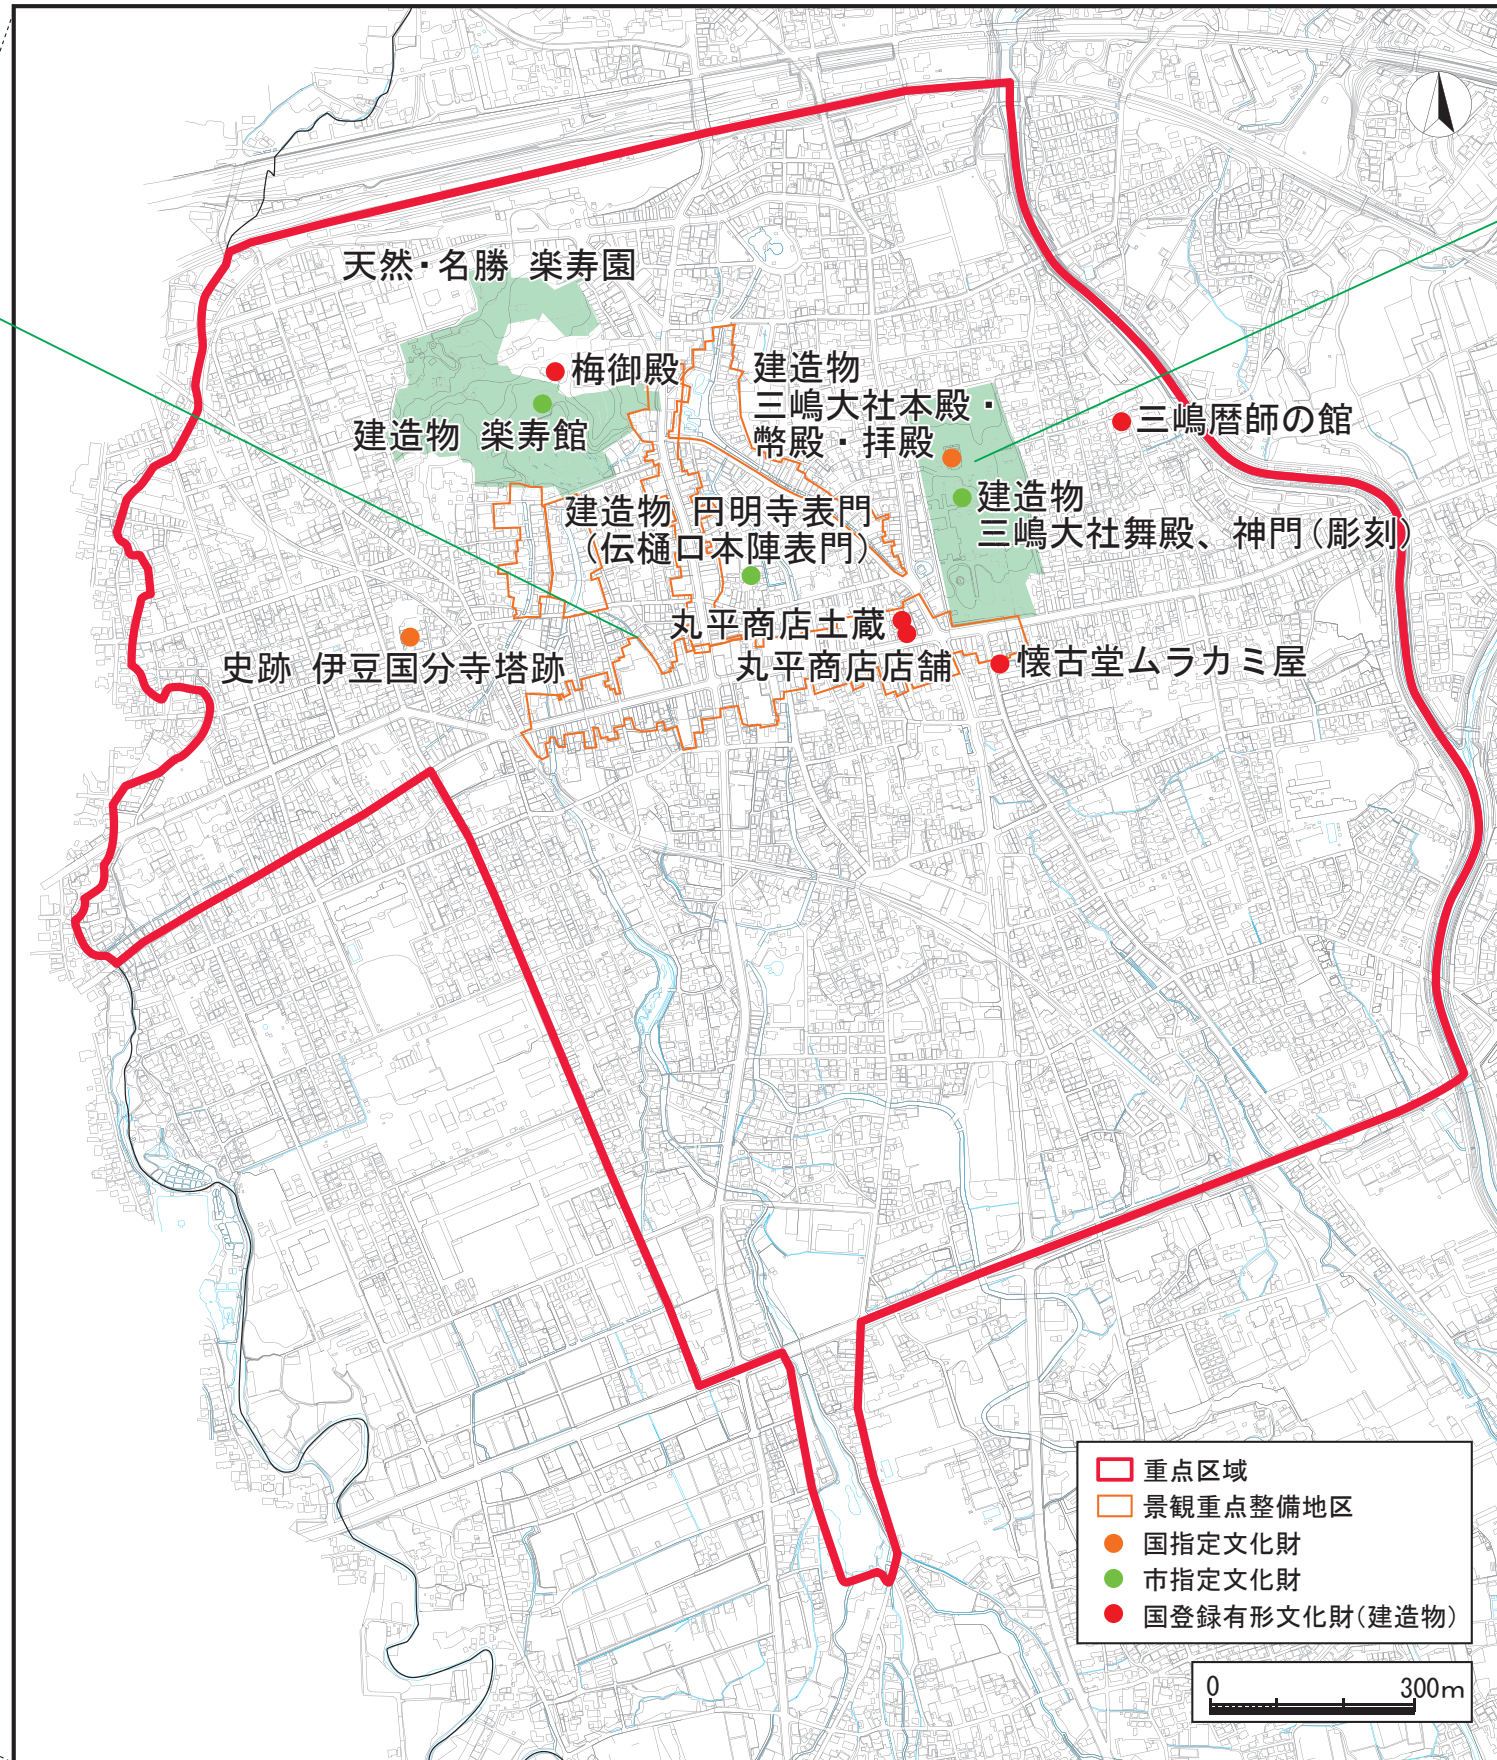 天然・名勝 楽寿園
梅御殿
建造物 楽寿館
建造物
三嶋大社本殿・
幣殿・拝殿
三嶋暦師の館
建造物
三嶋大社舞殿、神門(彫刻)
建造物 円明寺表門
(伝樋口本陣表門)
丸平商店土蔵
丸平商店店舗
懐古堂ムラカミ屋
史跡 伊豆国分寺塔跡
重点区域
景観重点整備地区
国指定文化財
市指定文化財
国登録有形文化財(建造物)
0 300m